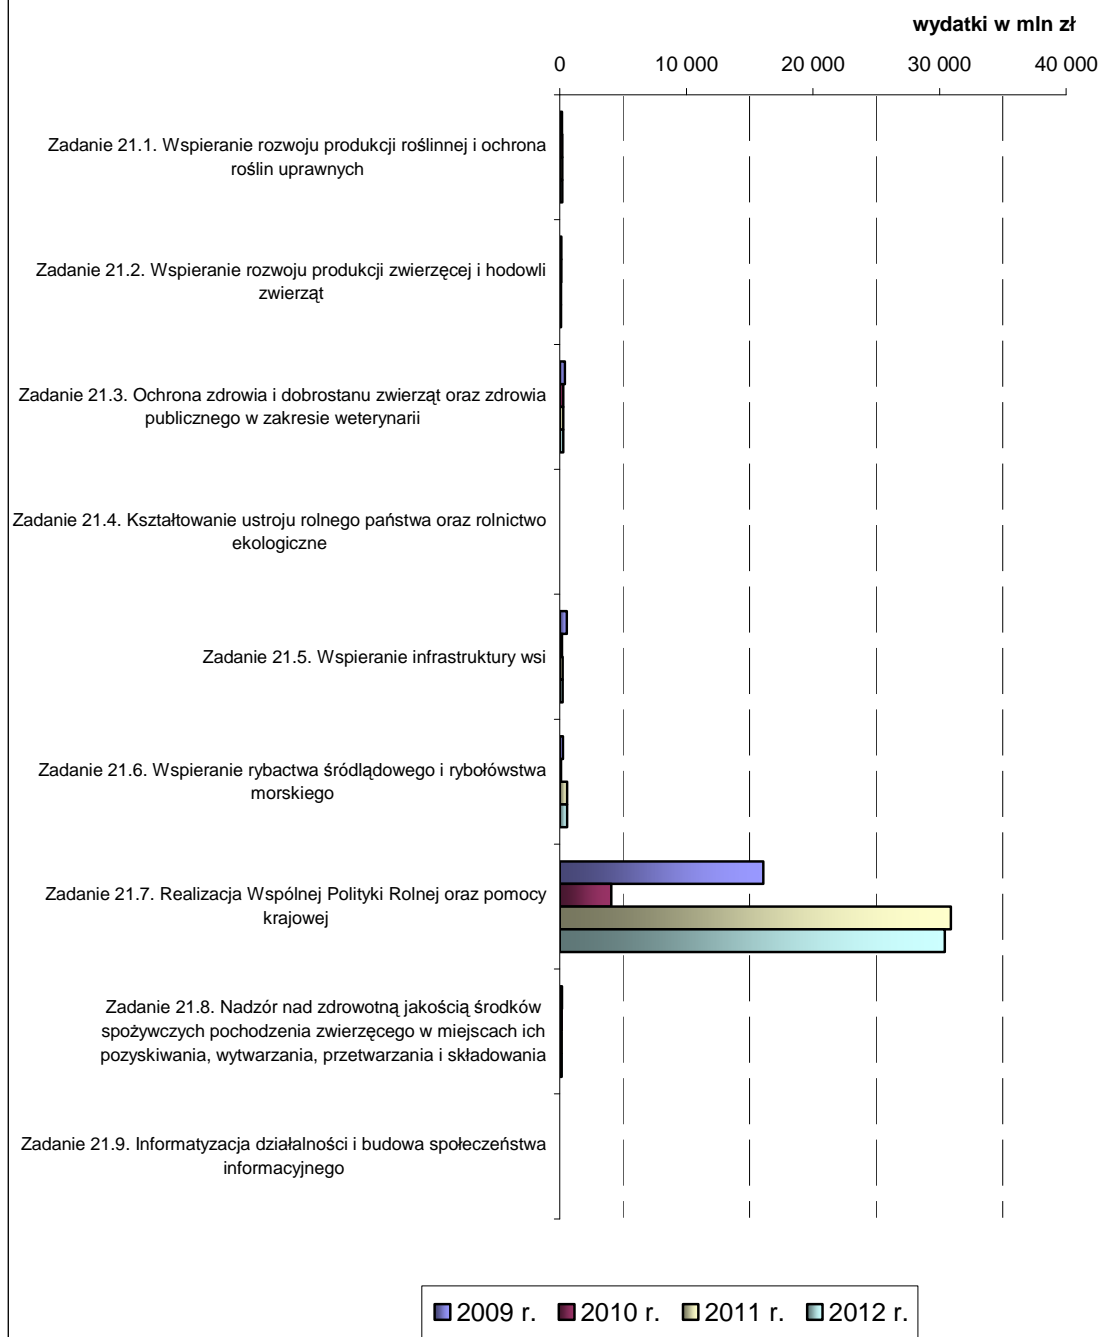 wydatki w mln zł
0 10 000 20 000 30 000 40 000
Zadanie 21.1. Wspieranie rozwoju produkcji roślinnej i ochrona
roślin uprawnych
Zadanie 21.2. Wspieranie rozwoju produkcji zwierzęcej i hodowli
zwierząt
Zadanie 21.3. Ochrona zdrowia i dobrostanu zwierząt oraz zdrowia
publicznego w zakresie weterynarii
Zadanie 21.4. Kształtowanie ustroju rolnego państwa oraz rolnictwo
ekologiczne
Zadanie 21.5. Wspieranie infrastruktury wsi
Zadanie 21.6. Wspieranie rybactwa śródlądowego i rybołówstwa
morskiego
Zadanie 21.7. Realizacja Wspólnej Polityki Rolnej oraz pomocy
krajowej
Zadanie 21.8. Nadzór nad zdrowotną jakością środków
spożywczych pochodzenia zwierzęcego w miejscach ich
pozyskiwania, wytwarzania, przetwarzania i składowania
Zadanie 21.9. Informatyzacja działalności i budowa społeczeństwa
informacyjnego
2009 r. 2010 r. 2011 r. 2012 r.